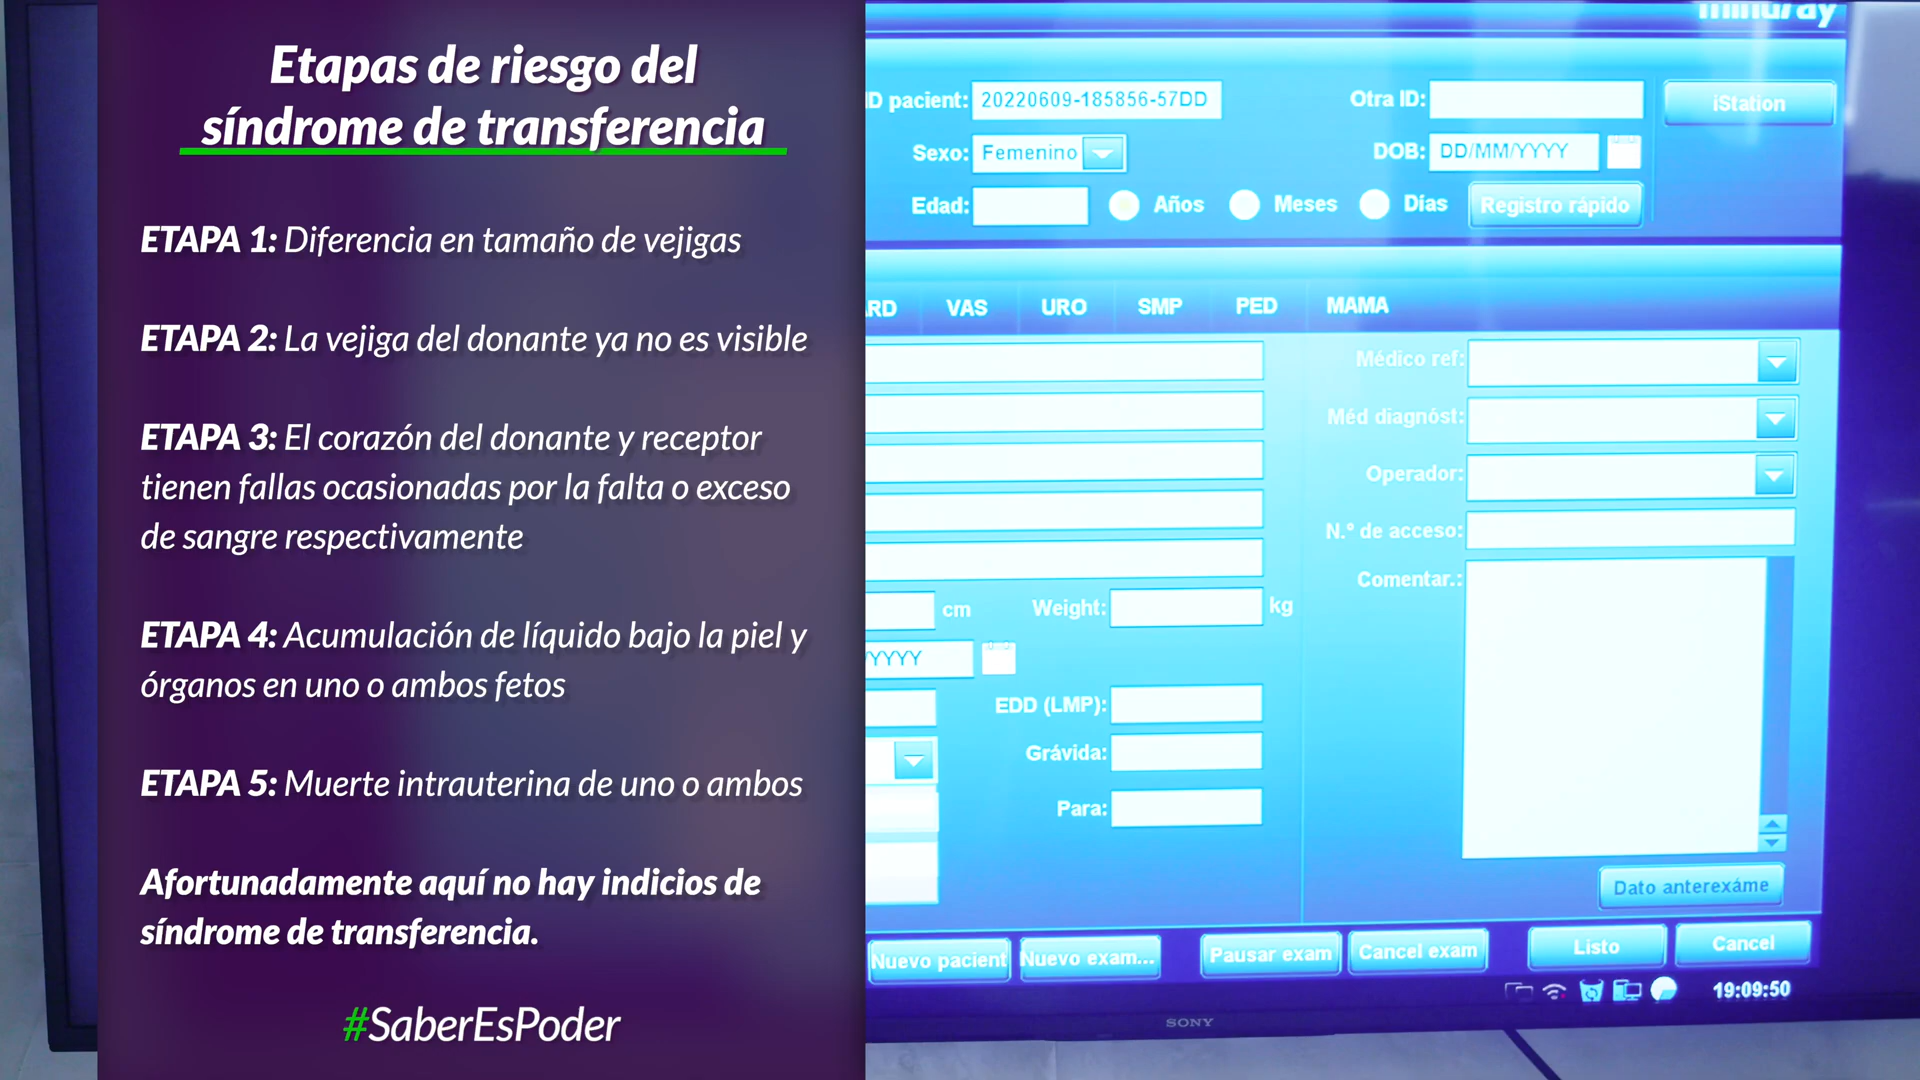 Etapas de riesgo del
síndrome de transferencia
ETAPA 1: Diferencia en tamaño de vejigas
ETAPA 2: La vejiga del donante ya no es visible
ETAPA 3: El corazón del donante y receptor
tienen fallas ocasionadas por la falta o exceso
de sangre respectivamente
ETAPA 4: Acumulación de líquido bajo la piel y
órganos en uno o ambos fetos
ETAPA 5: Muerte intrauterina de uno o ambos
Afortunadamente aquí no hay indicios de
síndrome de transferencia.
#SaberEsPoder
mindray
D pacient: 20220609-185856-57DD Otra ID: iStation
Sexo: Femenino DOB: DD/MM/YYYY
Edad: Años Meses Días Registro rápido
RD VAS URO SMP PED MAMA
Médico ref:
Méd diagnóst:
Operador:
N.º de acceso:
Comentar.:
cm Weight: kg
YYYY
EDD (LMP):
Grávida:
Para:
Dato anterexáme
Nuevo pacient Nuevo exam... Pausar exam Cancel exam Listo Cancel
19:09:50
SONY